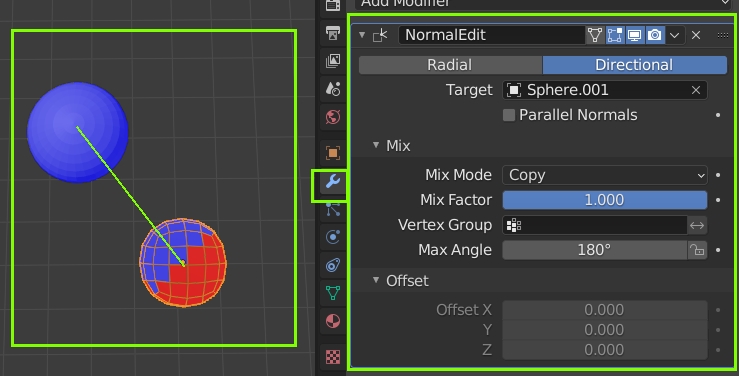 Add Modifier
NormalEdit
Radial Directional
Target Sphere.001
Parallel Normals
Mix
Mix Mode Copy
Mix Factor 1.000
Vertex Group
Max Angle 180°
Offset
Offset X 0.000
Y 0.000
Z 0.000